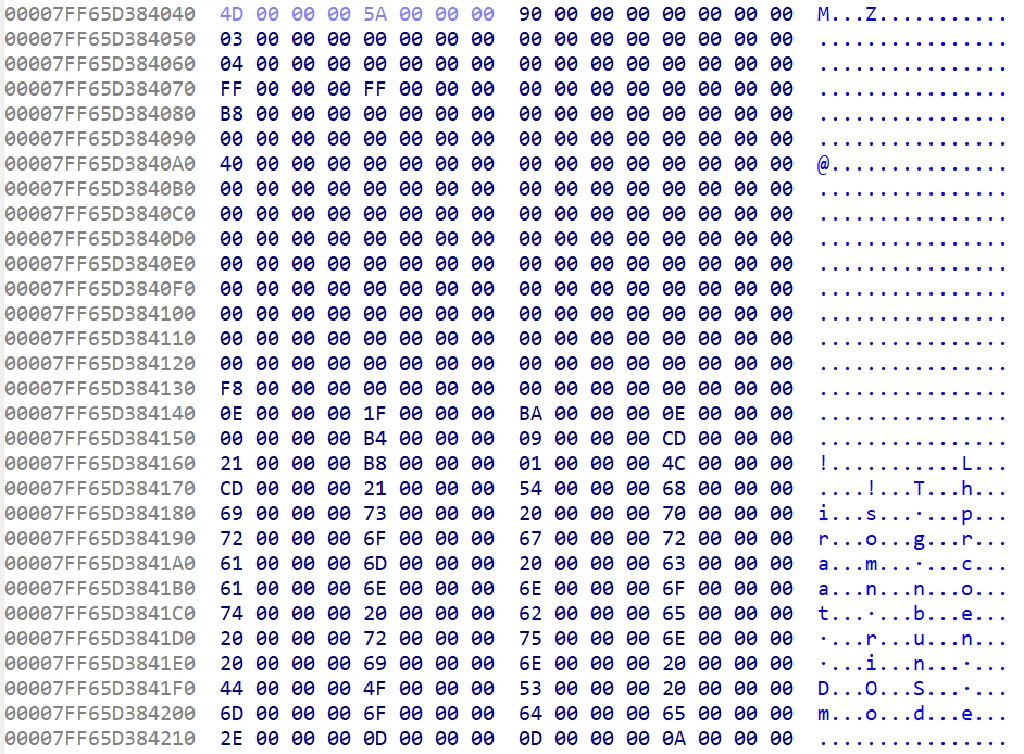 00007FF65D384040 4D 00 00 00 5A 00 00 00 90 00 00 00 00 00 00 00 M...Z...........
00007FF65D384050 03 00 00 00 00 00 00 00 00 00 00 00 00 00 00 00 ................
00007FF65D384060 04 00 00 00 00 00 00 00 00 00 00 00 00 00 00 00 ................
00007FF65D384070 FF 00 00 00 FF 00 00 00 00 00 00 00 00 00 00 00 ................
00007FF65D384080 B8 00 00 00 00 00 00 00 00 00 00 00 00 00 00 00 ................
00007FF65D384090 00 00 00 00 00 00 00 00 00 00 00 00 00 00 00 00 ................
00007FF65D3840A0 40 00 00 00 00 00 00 00 00 00 00 00 00 00 00 00 @...............
00007FF65D3840B0 00 00 00 00 00 00 00 00 00 00 00 00 00 00 00 00 ................
00007FF65D3840C0 00 00 00 00 00 00 00 00 00 00 00 00 00 00 00 00 ................
00007FF65D3840D0 00 00 00 00 00 00 00 00 00 00 00 00 00 00 00 00 ................
00007FF65D3840E0 00 00 00 00 00 00 00 00 00 00 00 00 00 00 00 00 ................
00007FF65D3840F0 00 00 00 00 00 00 00 00 00 00 00 00 00 00 00 00 ................
00007FF65D384100 00 00 00 00 00 00 00 00 00 00 00 00 00 00 00 00 ................
00007FF65D384110 00 00 00 00 00 00 00 00 00 00 00 00 00 00 00 00 ................
00007FF65D384120 00 00 00 00 00 00 00 00 00 00 00 00 00 00 00 00 ................
00007FF65D384130 F8 00 00 00 00 00 00 00 00 00 00 00 00 00 00 00 ................
00007FF65D384140 0E 00 00 00 1F 00 00 00 BA 00 00 00 0E 00 00 00 ................
00007FF65D384150 00 00 00 00 B4 00 00 00 09 00 00 00 CD 00 00 00 ................
00007FF65D384160 21 00 00 00 B8 00 00 00 01 00 00 00 4C 00 00 00 !...........L...
00007FF65D384170 CD 00 00 00 21 00 00 00 54 00 00 00 68 00 00 00 ....!...T...h...
00007FF65D384180 69 00 00 00 73 00 00 00 20 00 00 00 70 00 00 00 i...s...·...p...
00007FF65D384190 72 00 00 00 6F 00 00 00 67 00 00 00 72 00 00 00 r...o...g...r...
00007FF65D3841A0 61 00 00 00 6D 00 00 00 20 00 00 00 63 00 00 00 a...m...·...c...
00007FF65D3841B0 61 00 00 00 6E 00 00 00 6E 00 00 00 6F 00 00 00 a...n...n...o...
00007FF65D3841C0 74 00 00 00 20 00 00 00 62 00 00 00 65 00 00 00 t...·...b...e...
00007FF65D3841D0 20 00 00 00 72 00 00 00 75 00 00 00 6E 00 00 00 ·...r...u...n...
00007FF65D3841E0 20 00 00 00 69 00 00 00 6E 00 00 00 20 00 00 00 ·...i...n...·...
00007FF65D3841F0 44 00 00 00 4F 00 00 00 53 00 00 00 20 00 00 00 D...O...S...·...
00007FF65D384200 6D 00 00 00 6F 00 00 00 64 00 00 00 65 00 00 00 m...o...d...e...
00007FF65D384210 2E 00 00 00 0D 00 00 00 0D 00 00 00 0A 00 00 00 ................